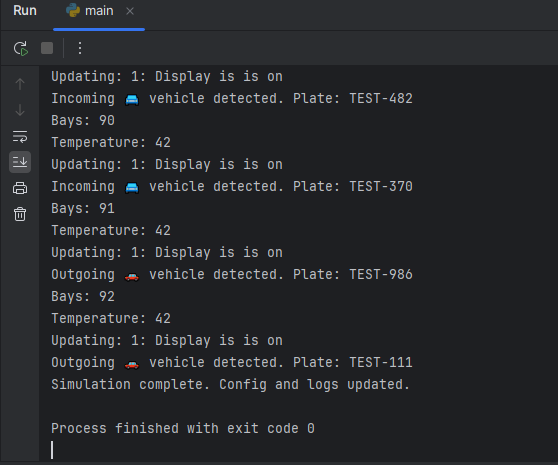 Run
main
Updating: 1: Display is is on
Incoming 🚙 vehicle detected. Plate: TEST-482
Bays: 90
Temperature: 42
Updating: 1: Display is is on
Incoming 🚙 vehicle detected. Plate: TEST-370
Bays: 91
Temperature: 42
Updating: 1: Display is is on
Outgoing 🚗 vehicle detected. Plate: TEST-986
Bays: 92
Temperature: 42
Updating: 1: Display is is on
Outgoing 🚗 vehicle detected. Plate: TEST-111
Simulation complete. Config and logs updated.
Process finished with exit code 0